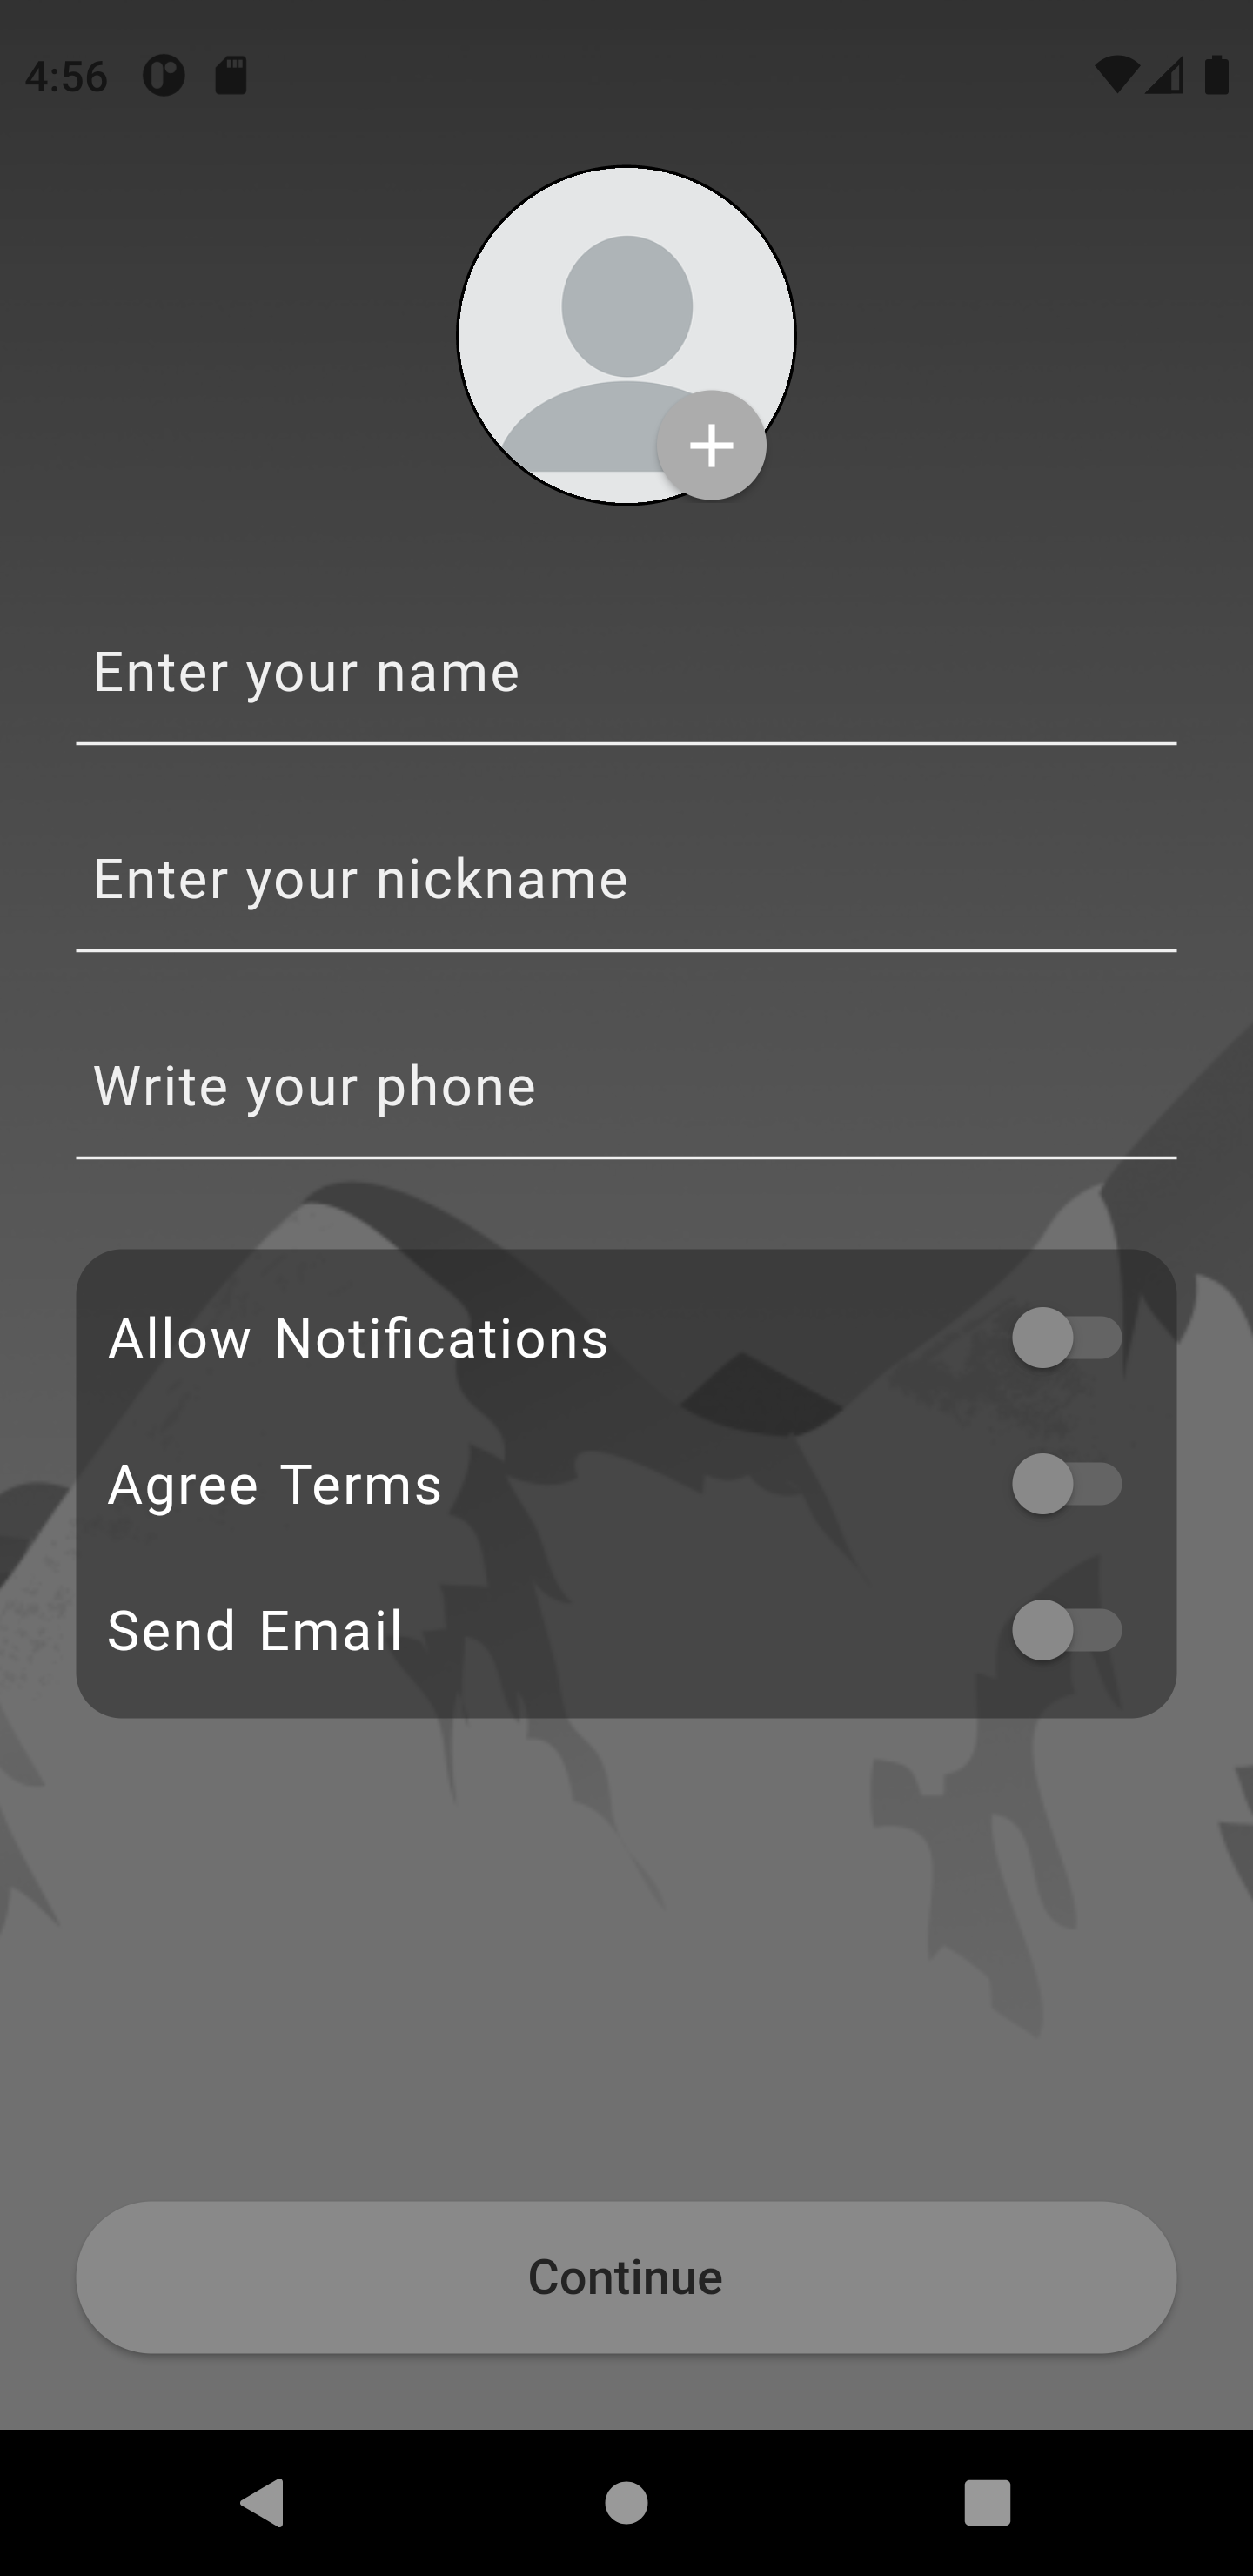 4:56
Enter your name
Enter your nickname
Write your phone
Allow Notifications
Agree Terms
Send Email
Continue